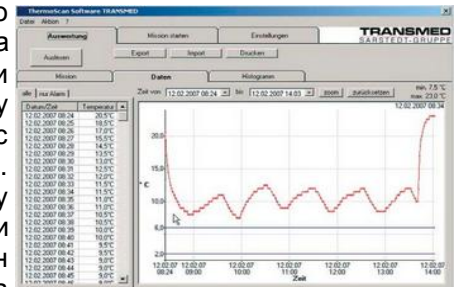 ThermoScan Software TRANSMED
Datei Aktion ?
Auswertung Mission starten Einstellungen
TRANSMED
SARSTEDT-GRUPPE
Auslesen Export Import Drucken
Mission Daten Histogramm
alle nur Alarm Zeit von 12.02.2007 08:24 bis 12.02.2007 14:03 zoom zurücksetzen min. 7,5 °C
max. 23,0 °C
Datum/Zeit Temperatur
12.02.2007 08:34
12.02.2007 08:24 20,5°C
12.02.2007 08:25 18,5°C
12.02.2007 08:26 17,0°C
12.02.2007 08:27 15,5°C
12.02.2007 08:28 14,5°C
12.02.2007 08:29 13,5°C
12.02.2007 08:30 13,0°C
12.02.2007 08:31 12,5°C
12.02.2007 08:32 12,0°C
12.02.2007 08:33 11,5°C
12.02.2007 08:34 11,5°C
12.02.2007 08:35 11,0°C
12.02.2007 08:36 11,0°C
12.02.2007 08:37 10,5°C
12.02.2007 08:38 10,5°C
12.02.2007 08:39 10,0°C
12.02.2007 08:40 10,0°C
12.02.2007 08:41 9,5°C
12.02.2007 08:42 9,5°C
12.02.2007 08:43 9,0°C
12.02.2007 08:44 9,0°C
12.02.2007 08:45 9,0°C
20,0
15,0
°C
10,0
6,0
2,0
12.02.07 12.02.07 12.02.07 12.02.07 12.02.07 12.02.07 12.02.07
08:24 09:00 10:00 11:00 12:00 13:00 14:00
Zeit